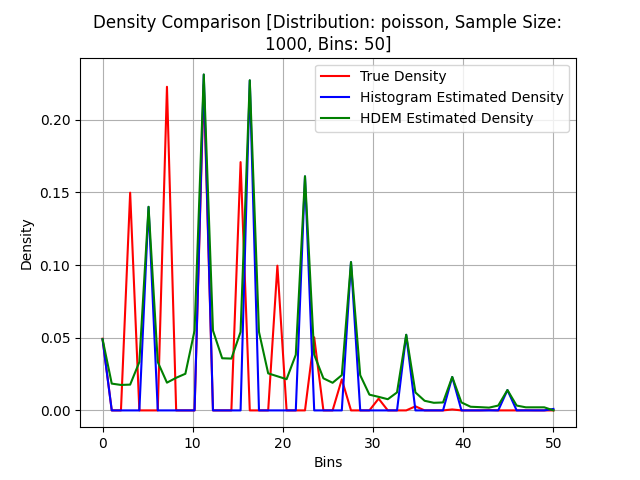 Density Comparison [Distribution: poisson, Sample Size:
1000, Bins: 50]
True Density
Histogram Estimated Density
HDEM Estimated Density
Density
0.20
0.15
0.10
0.05
0.00
0 10 20 30 40 50
Bins